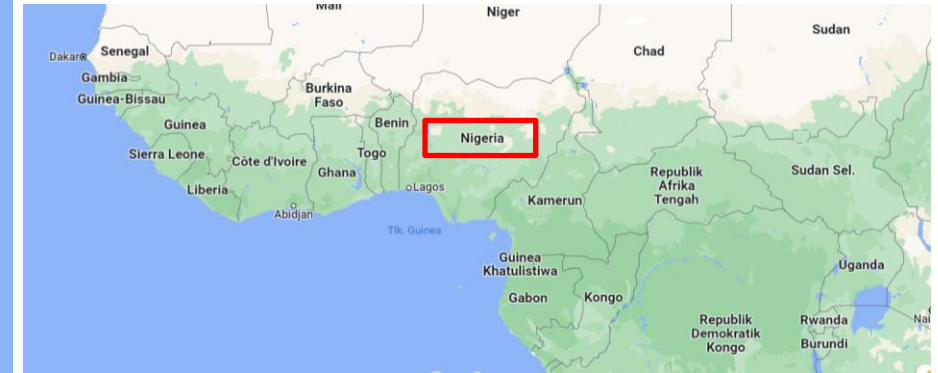 Mali
Niger
Sudan
Dakar
Senegal
Chad
Gambia
Burkina
Faso
Guinea-Bissau
Benin
Guinea
Nigeria
Sierra Leone
Côte d'Ivoire
Togo
Ghana
Republik
Afrika
Tengah
Sudan Sel.
Liberia
Lagos
Kamerun
Abidjan
Tlk. Guinea
Guinea
Khatulistiwa
Uganda
Gabon
Kongo
Republik
Demokratik
Kongo
Rwanda
Burundi
Nai